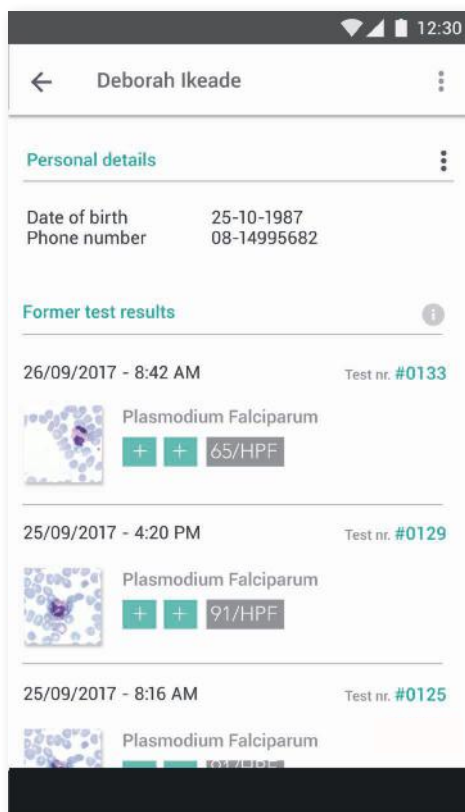 12:30
Deborah Ikeade
Personal details
Date of birth 25-10-1987
Phone number 08-14995682
Former test results
26/09/2017 - 8:42 AM Test nr. #0133
Plasmodium Falciparum
+ + 65/HPF
25/09/2017 - 4:20 PM Test nr. #0129
Plasmodium Falciparum
+ + 91/HPF
25/09/2017 - 8:16 AM Test nr. #0125
Plasmodium Falciparum